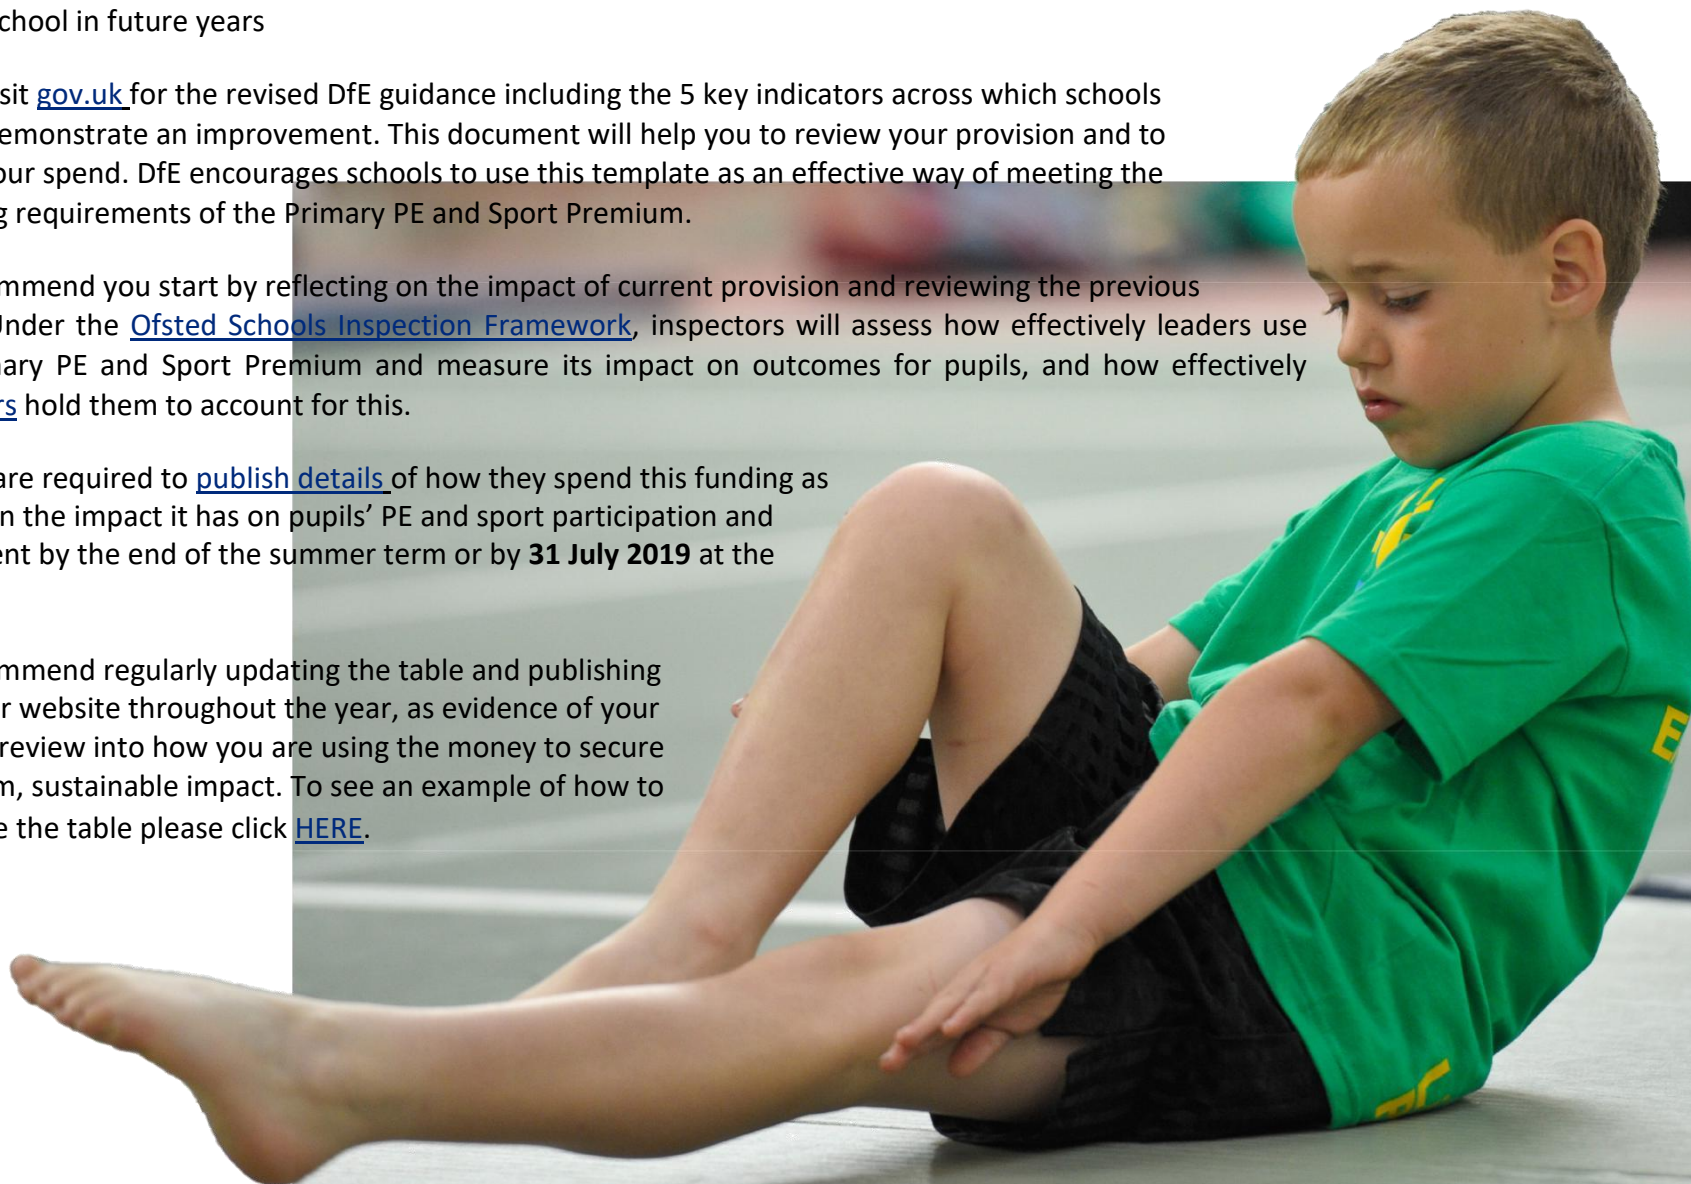 chool in future years
sit gov.uk for the revised DfE guidance including the 5 key indicators across which schools
emonstrate an improvement. This document will help you to review your provision and to
our spend. DfE encourages schools to use this template as an effective way of meeting the
g requirements of the Primary PE and Sport Premium.
mmend you start by reflecting on the impact of current provision and reviewing the previous
Under the Ofsted Schools Inspection Framework, inspectors will assess how effectively leaders use
nary PE and Sport Premium and measure its impact on outcomes for pupils, and how effectively
rs hold them to account for this.
are required to publish details of how they spend this funding as
n the impact it has on pupils’ PE and sport participation and
ent by the end of the summer term or by 31 July 2019 at the
mmend regularly updating the table and publishing
r website throughout the year, as evidence of your
review into how you are using the money to secure
m, sustainable impact. To see an example of how to
e the table please click HERE.